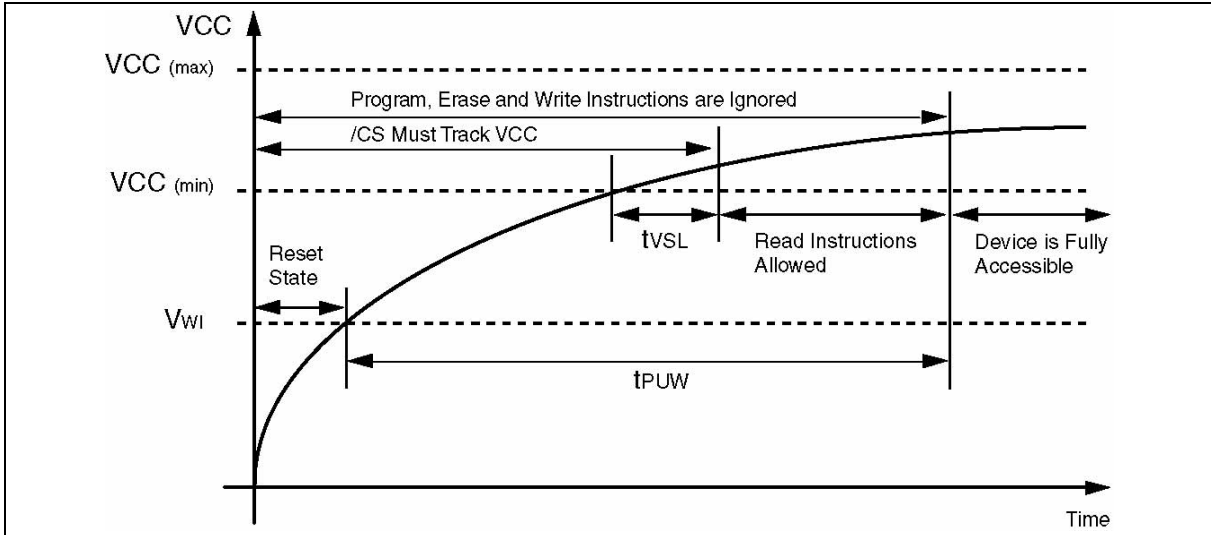 VCC
VCC (max)
Program, Erase and Write Instructions are Ignored
/CS Must Track VCC
VCC (min)
tVSL
Read Instructions
Allowed
Device is Fully
Accessible
Reset
State
VWI
tPUW
Time